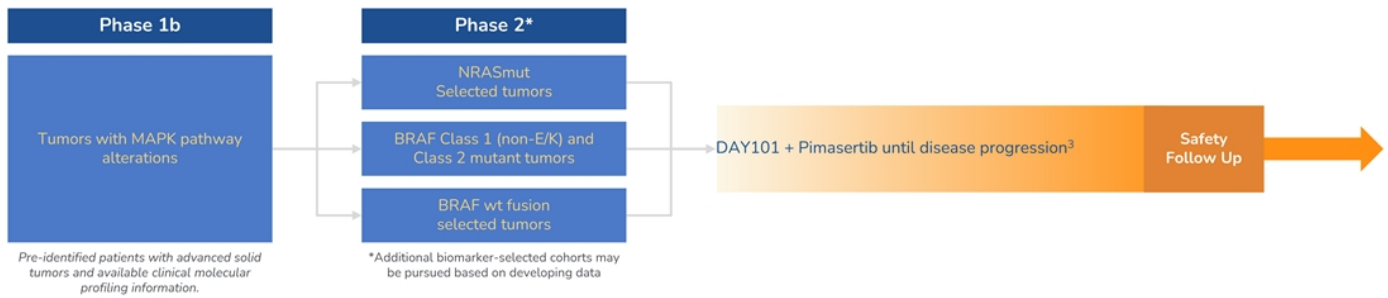 Phase 1b
Tumors with MAPK pathway
alterations
Pre-identified patients with advanced solid
tumors and available clinical molecular
profiling information.
Phase 2*
NRASmut
Selected tumors
BRAF Class 1 (non-E/K) and
Class 2 mutant tumors
BRAF wt fusion
selected tumors
*Additional biomarker-selected cohorts may
be pursued based on developing data
DAY101 + Pimasertib until disease progression³
Safety
Follow Up